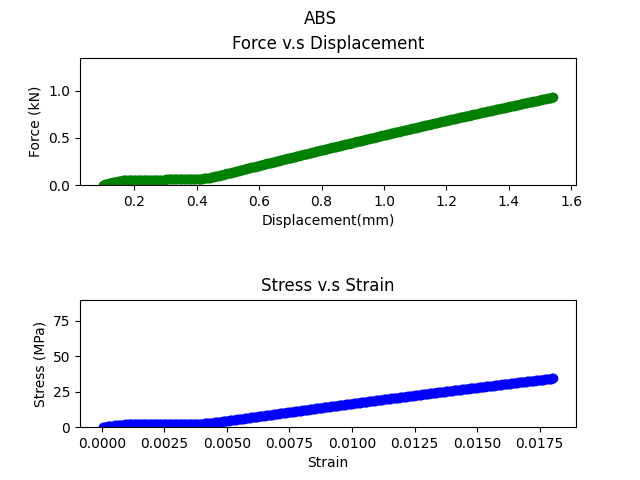 ABS
Force v.s Displacement
1.0
0.5
0.0
Force (kN)
0.2 0.4 0.6 0.8 1.0 1.2 1.4 1.6
Displacement(mm)
Stress v.s Strain
75
50
25
0
Stress (MPa)
0.0000 0.0025 0.0050 0.0075 0.0100 0.0125 0.0150 0.0175
Strain